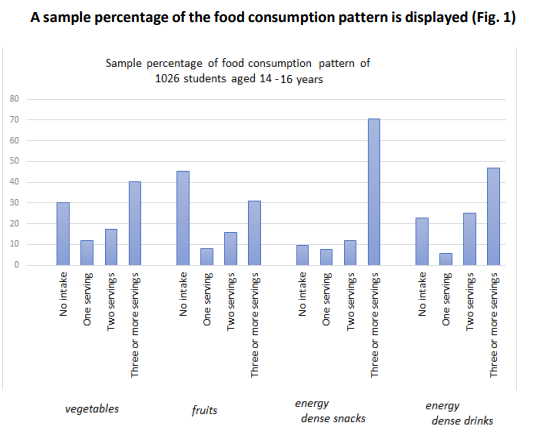 A sample percentage of the food consumption pattern is displayed (Fig. 1)
Sample percentage of food consumption pattern of
1026 students aged 14 -16 years
80
70
60
50
40
30
20
10
0
No intake
One serving
Two servings
Three or more servings
No intake
One serving
Two servings
Three or more servings
No intake
One serving
Two servings
Three or more servings
No intake
One serving
Two servings
Three or more servings
vegetables
fruits
energy
dense snacks
energy
dense drinks